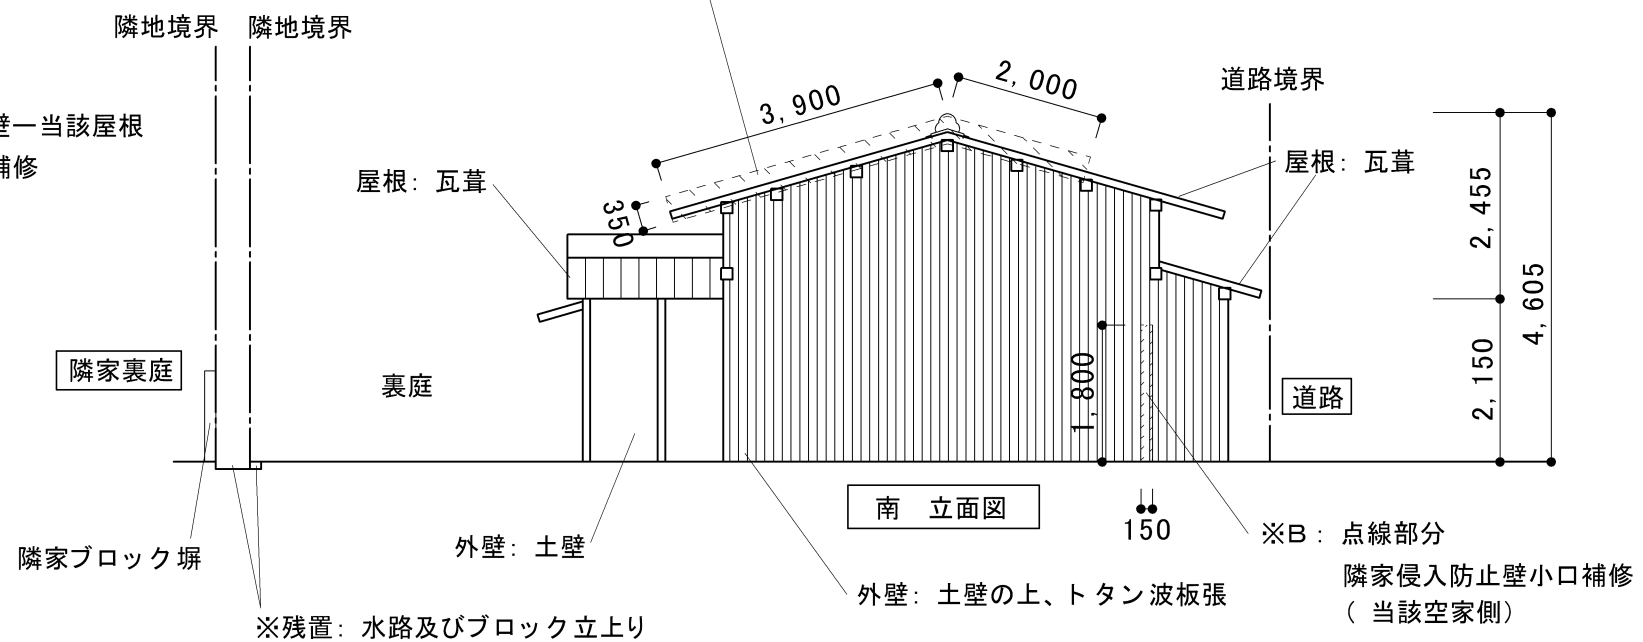 隣地境界
隣地境界
道路境界
3,900
2,000
壁ー当該屋根
補修
屋根：瓦葺
屋根：瓦葺
350
2,455
4,605
2,150
1,800
隣家裏庭
裏庭
道路
南 立面図
150
隣家ブロック塀
外壁：土壁
※B：点線部分
隣家侵入防止壁小口補修
（当該空家側）
外壁：土壁の上、トタン波板張
※残置：水路及びブロック立上り